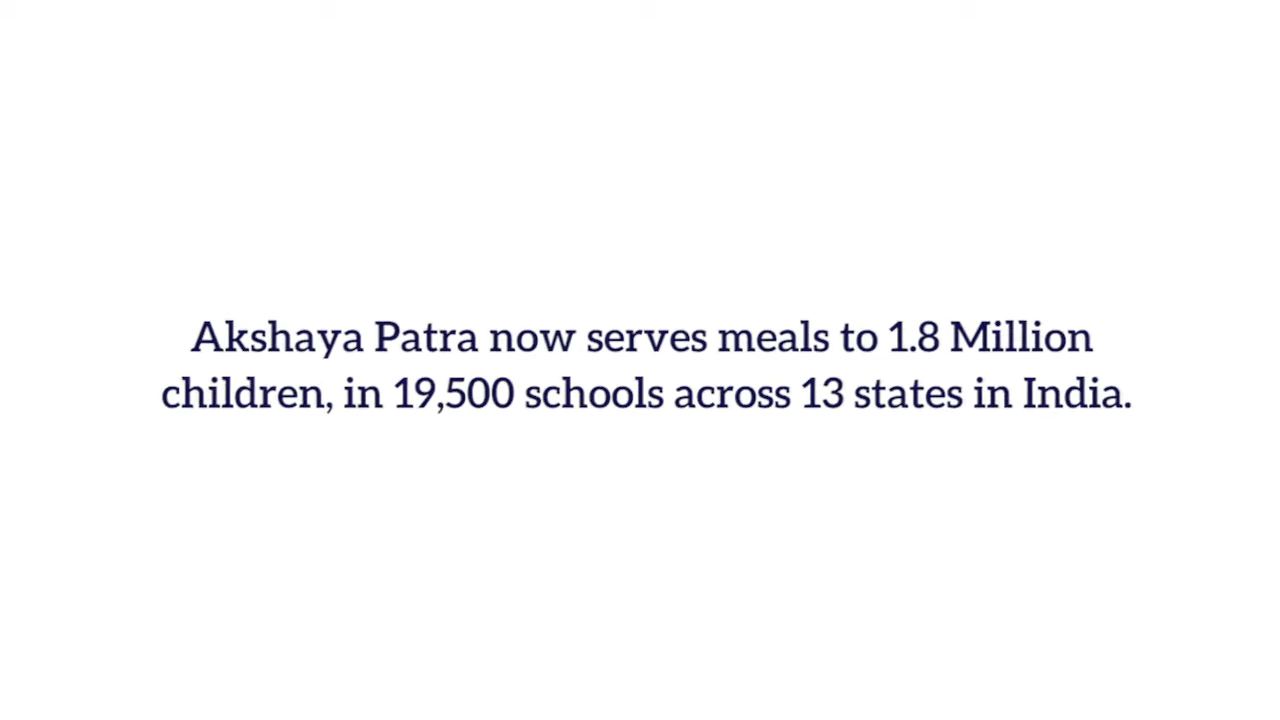 Akshaya Patra now serves meals to 1.8 Million
children, in 19,500 schools across 13 states in India.